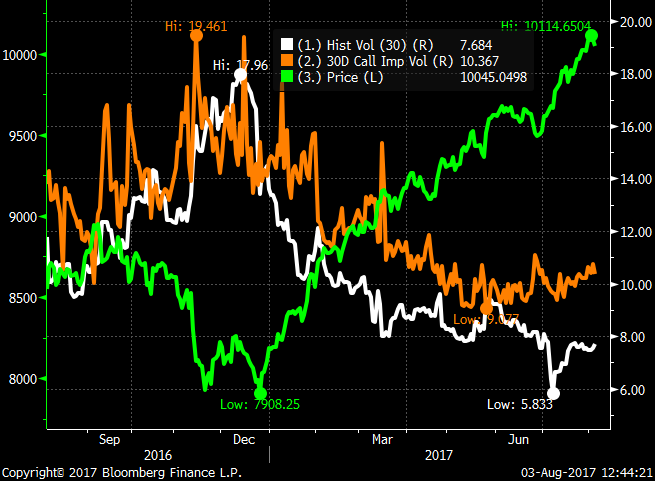 Hi: 19.461
Hi: 10114.6504
20.00
(1.) Hist Vol (30) (R) 7.684
(2.) 30D Call Imp Vol (R) 10.367
(3.) Price (L) 10045.0498
Hi: 17.96
10000
18.00
9500
16.00
14.00
9000
12.00
8500
10.00
Low: 9.077
8.00
8000
Low: 7908.25
Low: 5.833
6.00
Sep Dec Mar Jun
2016 2017
Copyright© 2017 Bloomberg Finance L.P. 03-Aug-2017 12:44:21